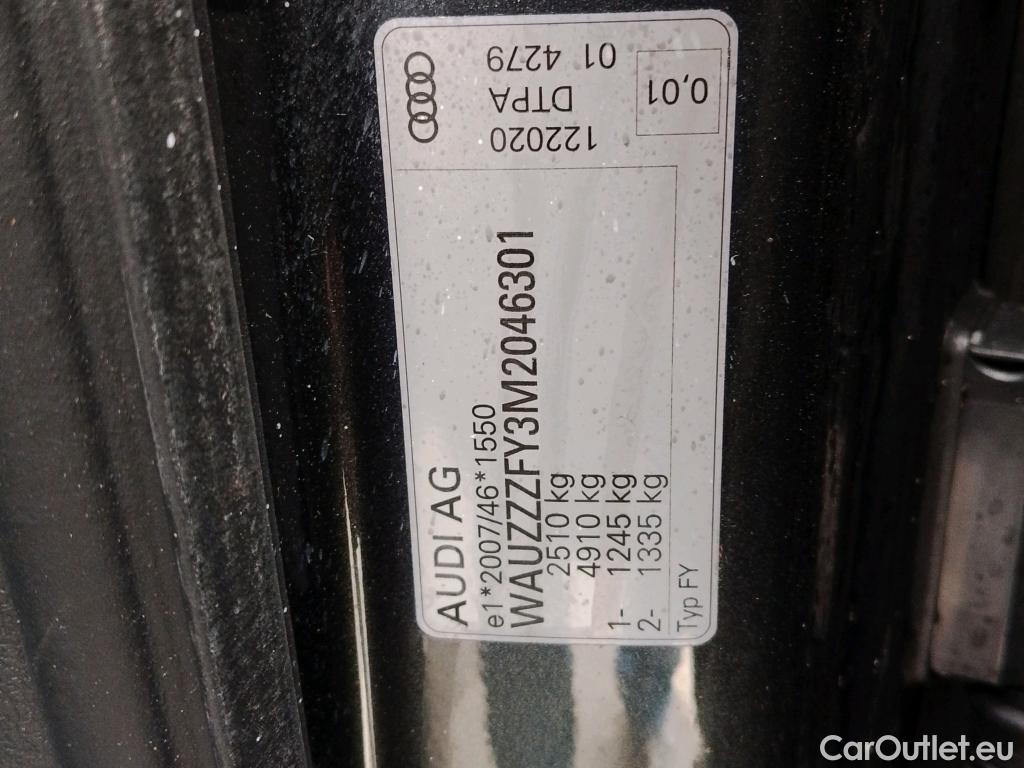 AUDI AG
e1*2007/46*1550
WAUZZZFY3M2046301
2510 kg
4910 kg
1- 1245 kg
2- 1335 kg
Typ FY
122020
DTPA
01 4279
0,01
CarOutlet.eu